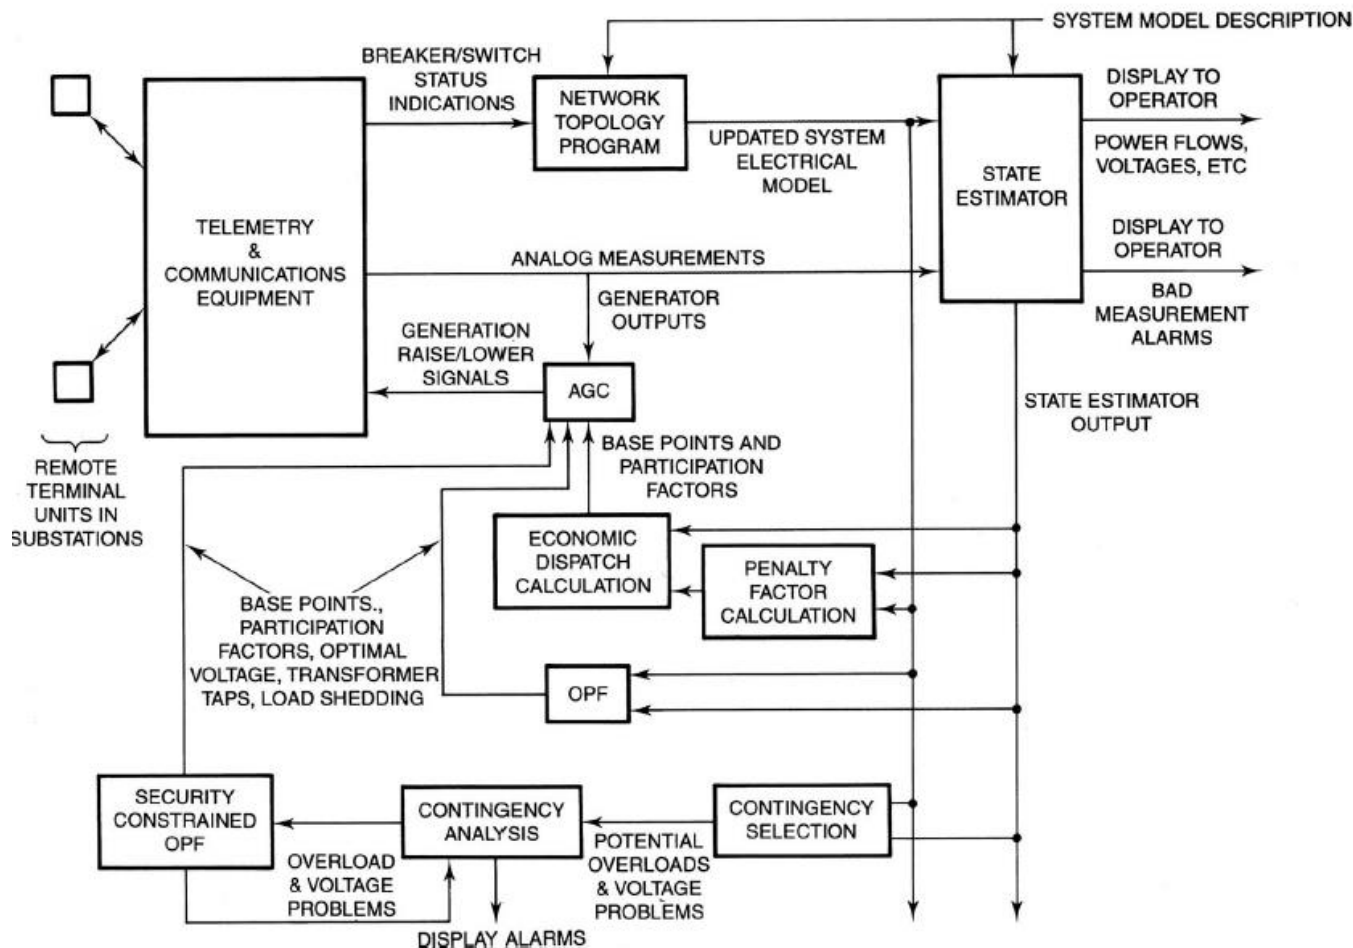 SYSTEM MODEL DESCRIPTION
BREAKER/SWITCH
STATUS
INDICATIONS
NETWORK
TOPOLOGY
PROGRAM
UPDATED SYSTEM
ELECTRICAL
MODEL
STATE
ESTIMATOR
DISPLAY TO
OPERATOR
POWER FLOWS,
VOLTAGES, ETC
DISPLAY TO
OPERATOR
BAD
MEASUREMENT
ALARMS
TELEMETRY
&
COMMUNICATIONS
EQUIPMENT
ANALOG MEASUREMENTS
GENERATOR
OUTPUTS
GENERATION
RAISE/LOWER
SIGNALS
AGC
STATE ESTIMATOR
OUTPUT
REMOTE
TERMINAL
UNITS IN
SUBSTATIONS
BASE POINTS AND
PARTICIPATION
FACTORS
ECONOMIC
DISPATCH
CALCULATION
PENALTY
FACTOR
CALCULATION
BASE POINTS.,
PARTICIPATION
FACTORS, OPTIMAL
VOLTAGE, TRANSFORMER
TAPS, LOAD SHEDDING
OPF
SECURITY
CONSTRAINED
OPF
CONTINGENCY
ANALYSIS
CONTINGENCY
SELECTION
OVERLOAD
& VOLTAGE
PROBLEMS
POTENTIAL
OVERLOADS
& VOLTAGE
PROBLEMS
DISPLAY ALARMS